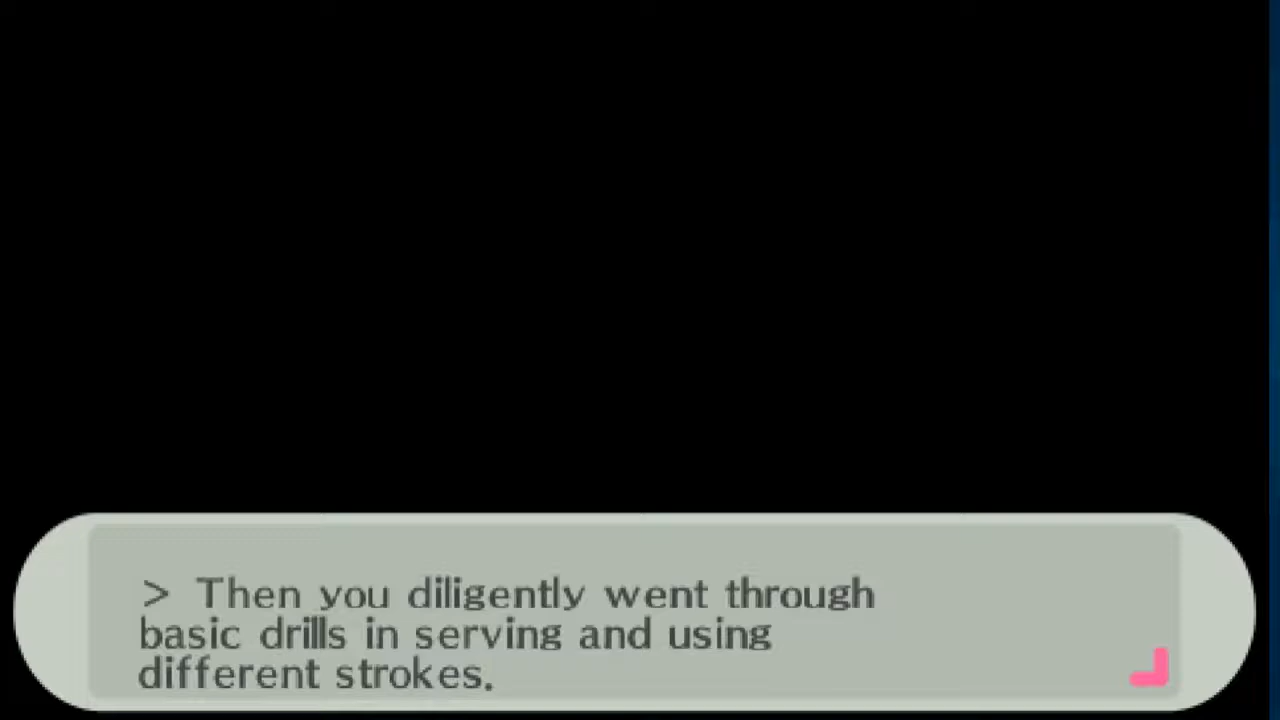 > Then you diligently went through
basic drills in serving and using
different strokes.